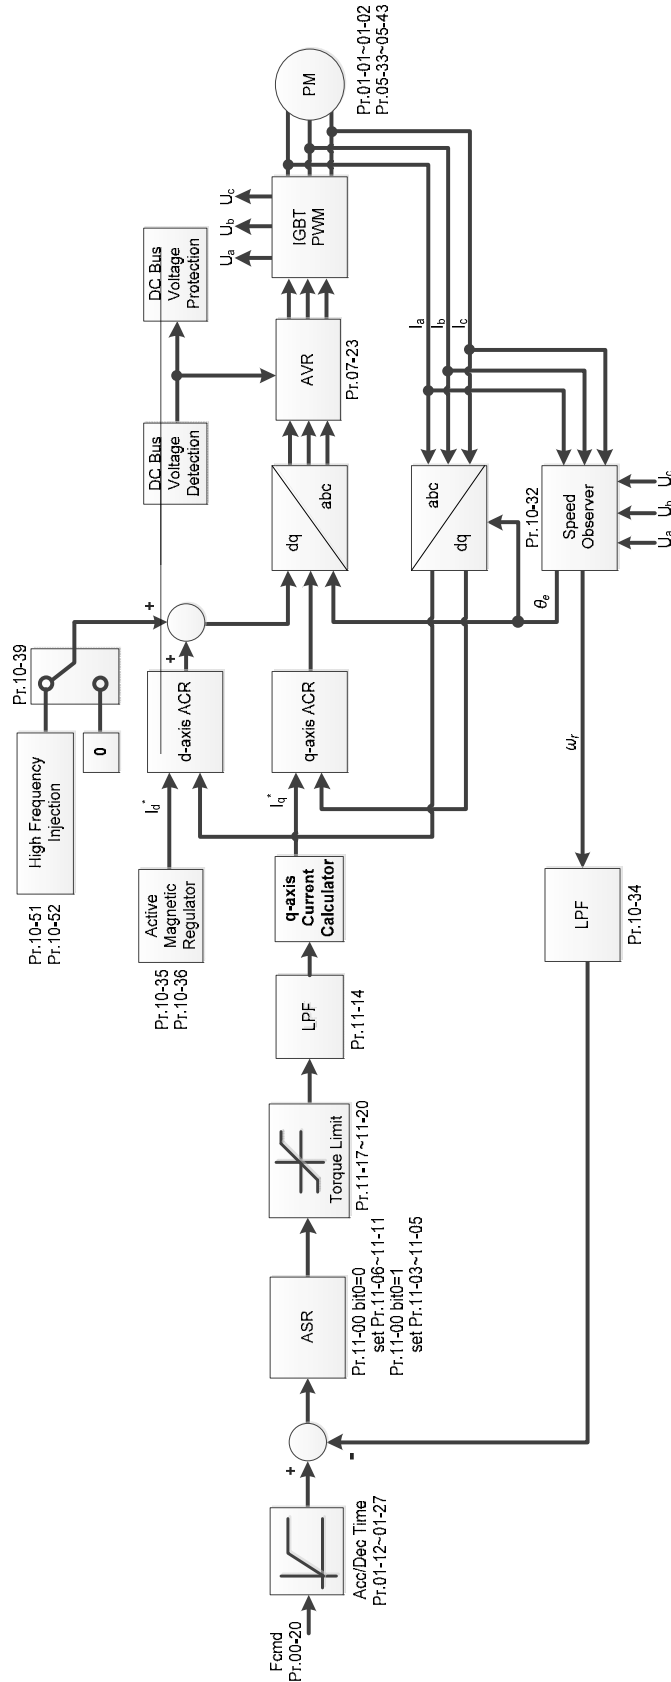 Fcmd
Pr.00-20
Acc/Dec Time
Pr.01-12~01-27
+
-
ASR
Pr.11-00 bit0=0
set Pr.11-06~11-11
Pr.11-00 bit0=1
set Pr.11-03~11-05
Torque Limit
Pr.11-17~11-20
LPF
Pr.11-14
q-axis
Current
Calculator
Iq*
q-axis ACR
Pr.10-35
Pr.10-36
Active
Magnetic
Regulator
Id*
d-axis ACR
+
+
Pr.10-51
Pr.10-52
High Frequency
Injection
0
Pr.10-39
dq
abc
DC Bus
Voltage
Detection
DC Bus
Voltage
Protection
AVR
Pr.07-23
IGBT
PWM
Ua
Ub
Uc
PM
Pr.01-01~01-02
Pr.05-33~05-43
Ia
Ib
Ic
abc
dq
θe
Pr.10-32
Speed
Observer
Ua
Ub
Uc
ωr
LPF
Pr.10-34